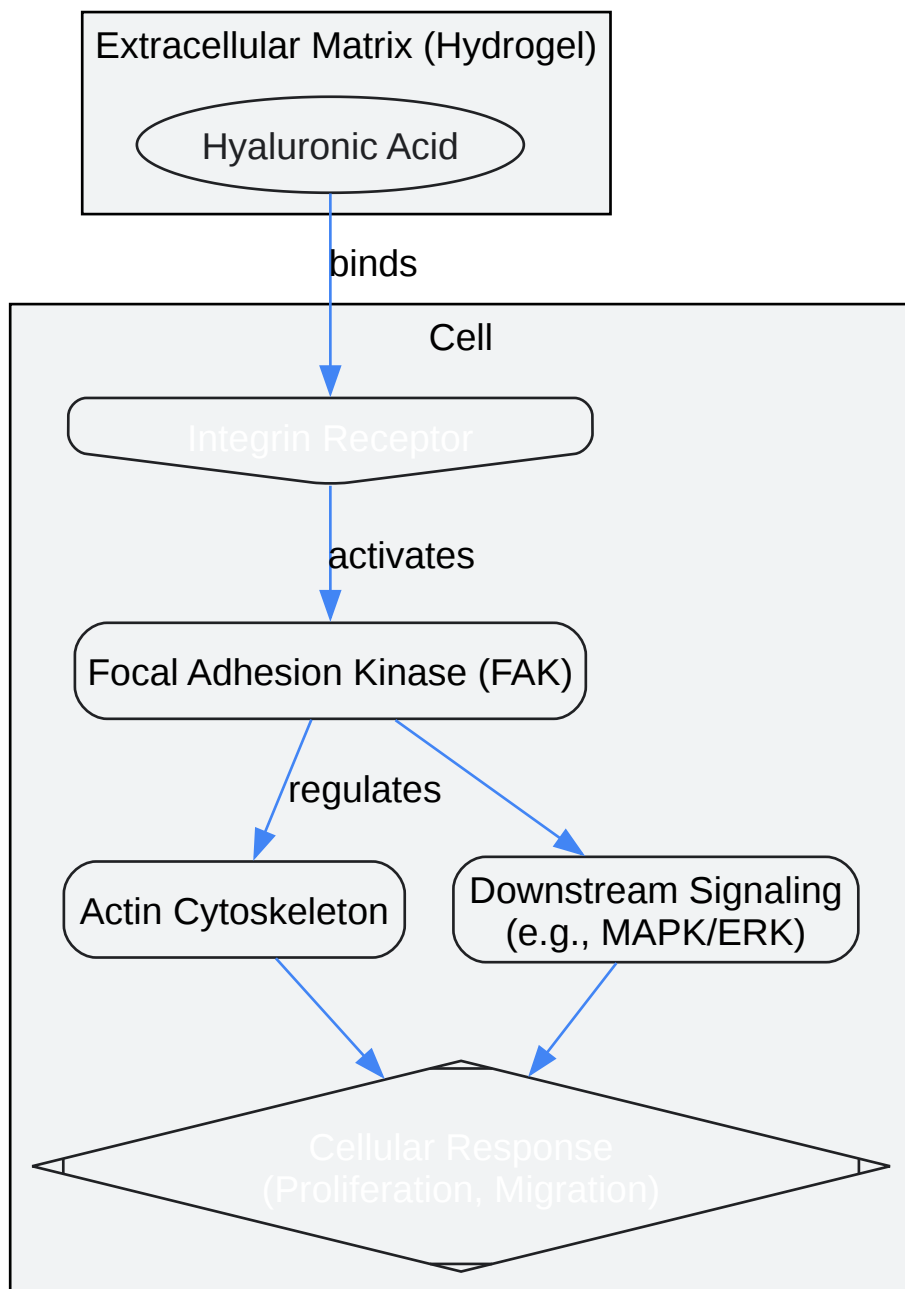 Extracellular Matrix (Hydrogel)
Hyaluronic Acid
binds
Cell
Integrin Receptor
activates
Focal Adhesion Kinase (FAK)
regulates
Actin Cytoskeleton
Downstream Signaling
(e.g., MAPK/ERK)
Cellular Response
(Proliferation, Migration)